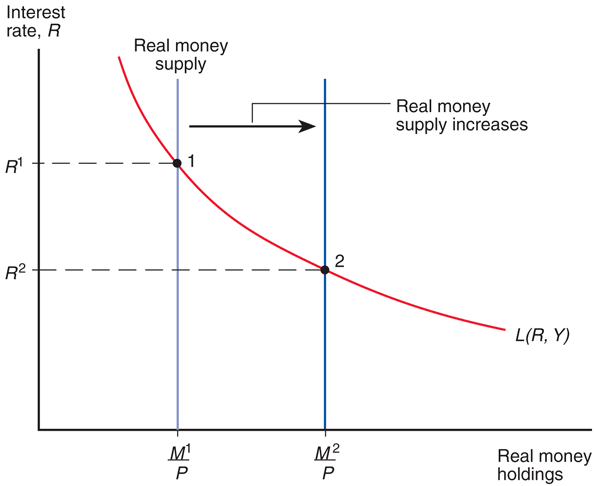 Interest
rate, R
Real money
supply
Real money
supply increases
R¹
1
R²
2
L(R, Y)
M¹
P
M²
P
Real money
holdings